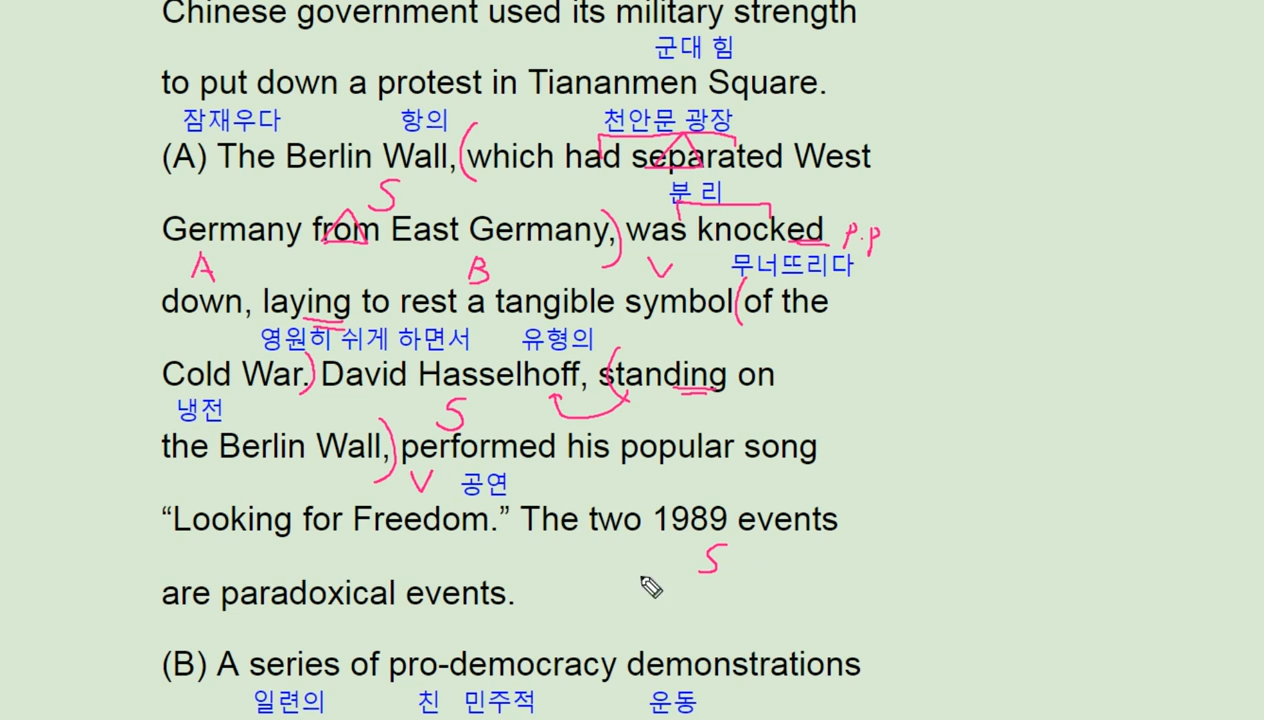 Chinese government used its military strength
군대 힘
to put down a protest in Tiananmen Square.
잠재우다 항의 천안문 광장
(A) The Berlin Wall, (which had separated West
S 분 리
Germany from East Germany,) was knocked p.p
A B V 무너뜨리다
down, laying to rest a tangible symbol (of the
영원히 쉬게 하면서 유형의
Cold War.) David Hasselhoff, (standing on
냉전 S
the Berlin Wall,) performed his popular song
V 공연
“Looking for Freedom.” The two 1989 events
S
are paradoxical events.
(B) A series of pro-democracy demonstrations
일련의 친 민주적 운동